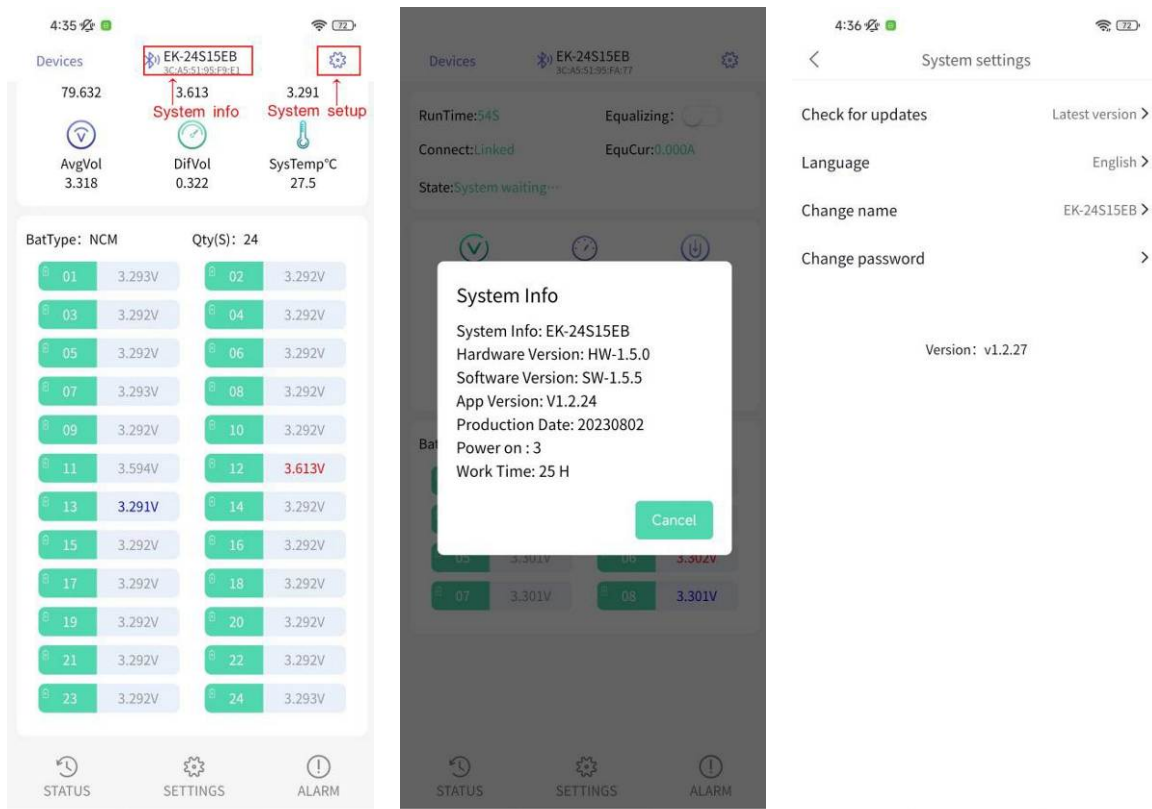 4:35
72
Devices
EK-24S15EB
3C:A5:51:95:F9:E1
79.632 3.613 3.291
System info System setup
AvgVol DifVol SysTemp°C
3.318 0.322 27.5
BatType: NCM Qty(S): 24
01 3.293V 02 3.292V
03 3.292V 04 3.292V
05 3.292V 06 3.292V
07 3.293V 08 3.292V
09 3.292V 10 3.292V
11 3.594V 12 3.613V
13 3.291V 14 3.292V
15 3.292V 16 3.292V
17 3.292V 18 3.292V
19 3.292V 20 3.292V
21 3.292V 22 3.292V
23 3.292V 24 3.293V
STATUS SETTINGS ALARM
Devices
EK-24S15EB
3C:A5:51:95:FA:77
RunTime:54S Equalizing:
Connect:Linked EquCur:0.000A
State:System waiting···
System Info
System Info: EK-24S15EB
Hardware Version: HW-1.5.0
Software Version: SW-1.5.5
App Version: V1.2.24
Production Date: 20230802
Power on : 3
Work Time: 25 H
Cancel
Bat
05 3.301V 06 3.302V
07 3.301V 08 3.301V
STATUS SETTINGS ALARM
4:36
72
System settings
Check for updates Latest version
Language English
Change name EK-24S15EB
Change password
Version: v1.2.27